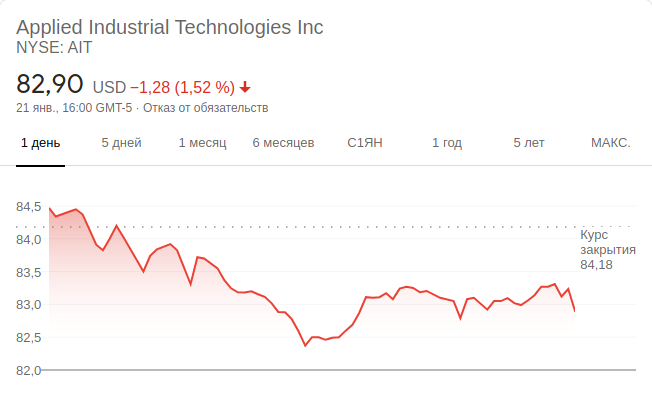 Applied Industrial Technologies Inc
NYSE: AIT
82,90 USD −1,28 (1,52 %)
21 янв., 16:00 GMT-5 · Отказ от обязательств
1 день 5 дней 1 месяц 6 месяцев С1ЯН 1 год 5 лет МАКС.
84,5
84,0
83,5
83,0
82,5
82,0
Курс
закрытия
84,18